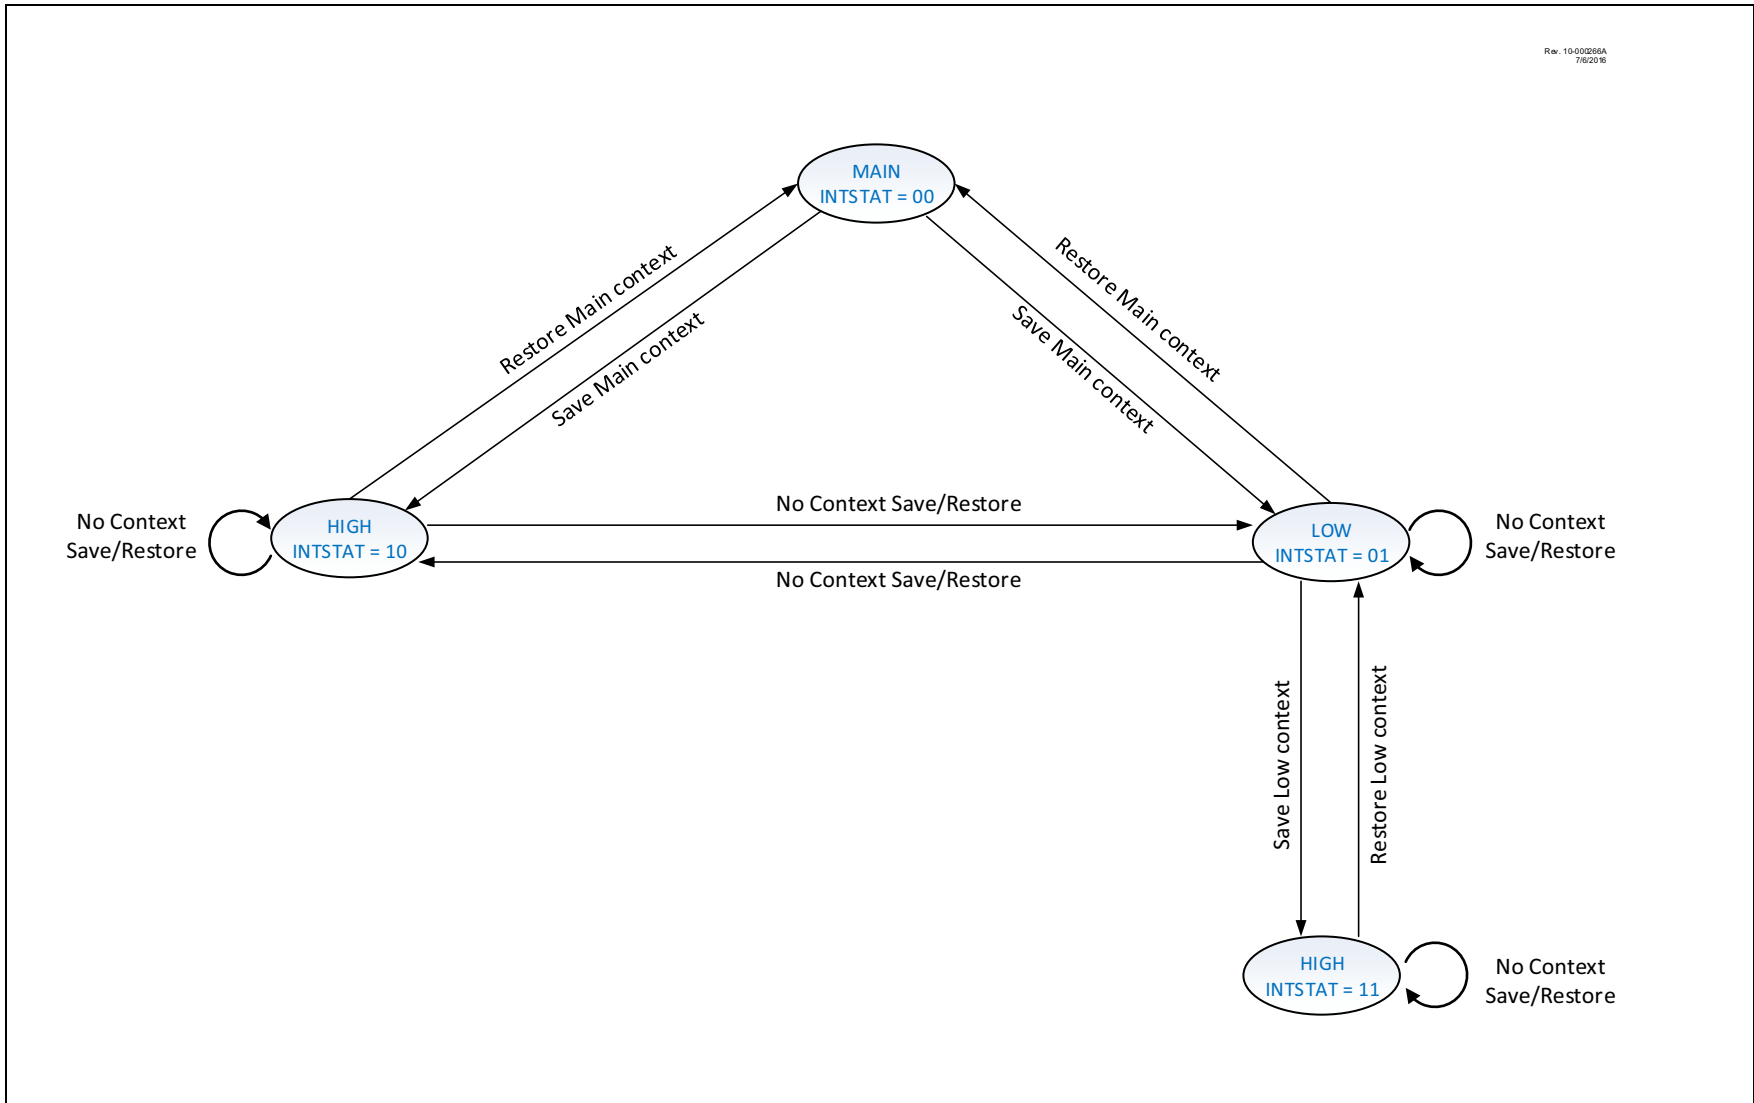 Rev. 10-000266A
7/6/2016
MAIN
INTSTAT = 00
Restore Main context
Save Main context
Restore Main context
Save Main context
No Context
Save/Restore
HIGH
INTSTAT = 10
No Context Save/Restore
No Context Save/Restore
LOW
INTSTAT = 01
No Context
Save/Restore
Save Low context
Restore Low context
HIGH
INTSTAT = 11
No Context
Save/Restore